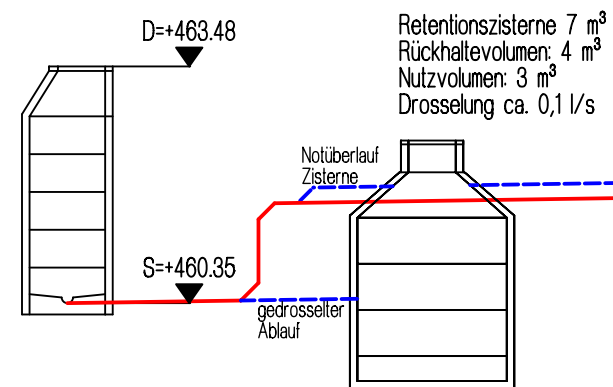 D=+463.48
Retentionszisterne 7 m³
Rückhaltevolumen: 4 m³
Nutzvolumen: 3 m³
Drosselung ca. 0,1 l/s
Notüberlauf
Zisterne
S=+460.35
gedrosselter
Ablauf